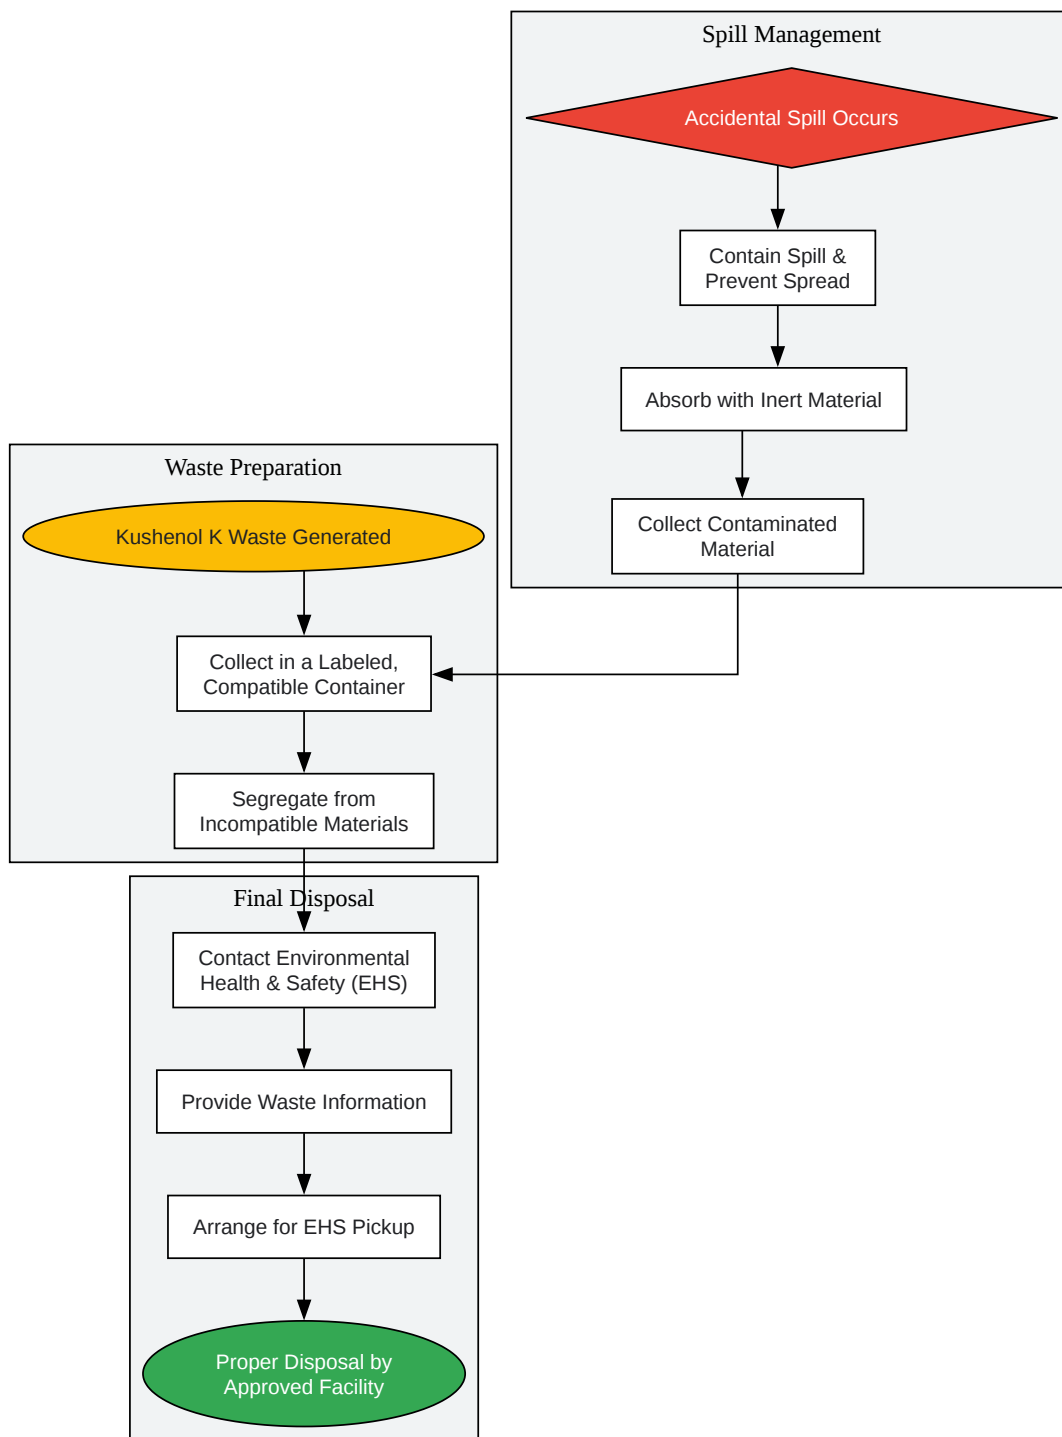 Spill Management
Accidental Spill Occurs
Contain Spill &
Prevent Spread
Absorb with Inert Material
Collect Contaminated
Material
Waste Preparation
Kushenol K Waste Generated
Collect in a Labeled,
Compatible Container
Segregate from
Incompatible Materials
Final Disposal
Contact Environmental
Health & Safety (EHS)
Provide Waste Information
Arrange for EHS Pickup
Proper Disposal by
Approved Facility